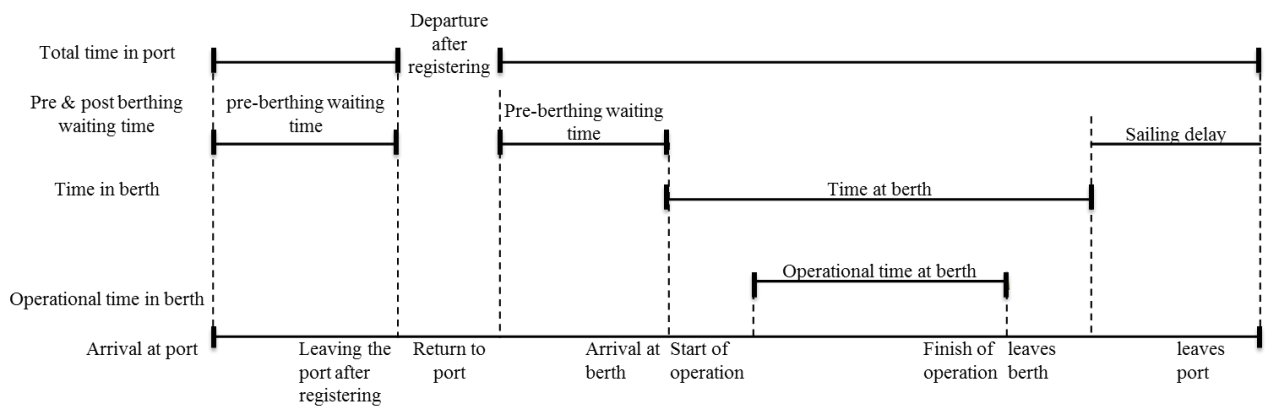 Departure
after
registering
Total time in port
Pre & post berthing
waiting time
pre-berthing waiting
time
Pre-berthing waiting
time
Sailing delay
Time in berth
Time at berth
Operational time in berth
Operational time at berth
Arrival at port
Leaving the
port after
registering
Return to
port
Arrival at
berth
Start of
operation
Finish of
operation
leaves
berth
leaves
port